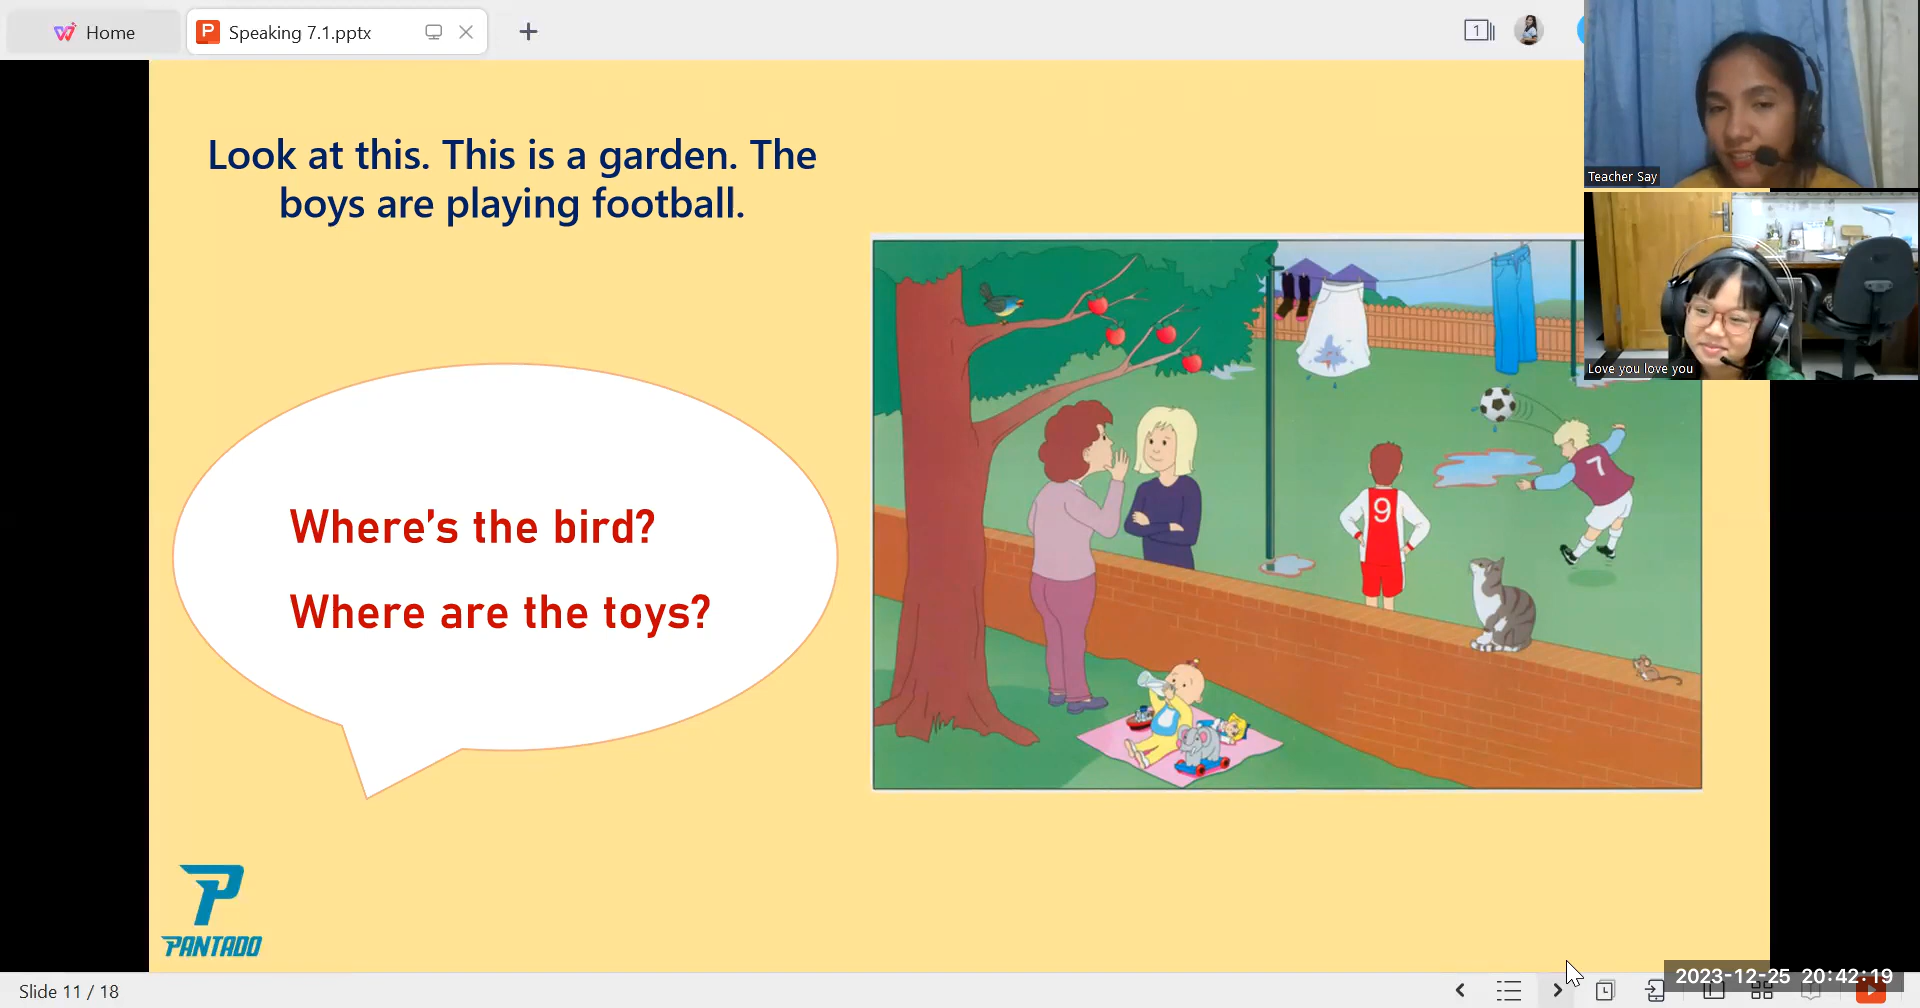 Home
Speaking 7.1.pptx
1
Teacher Say
Love you love you
Look at this. This is a garden. The
boys are playing football.
Where's the bird?
Where are the toys?
9
7
PANTADO
Slide 11 / 18
2023-12-25 20:42:19